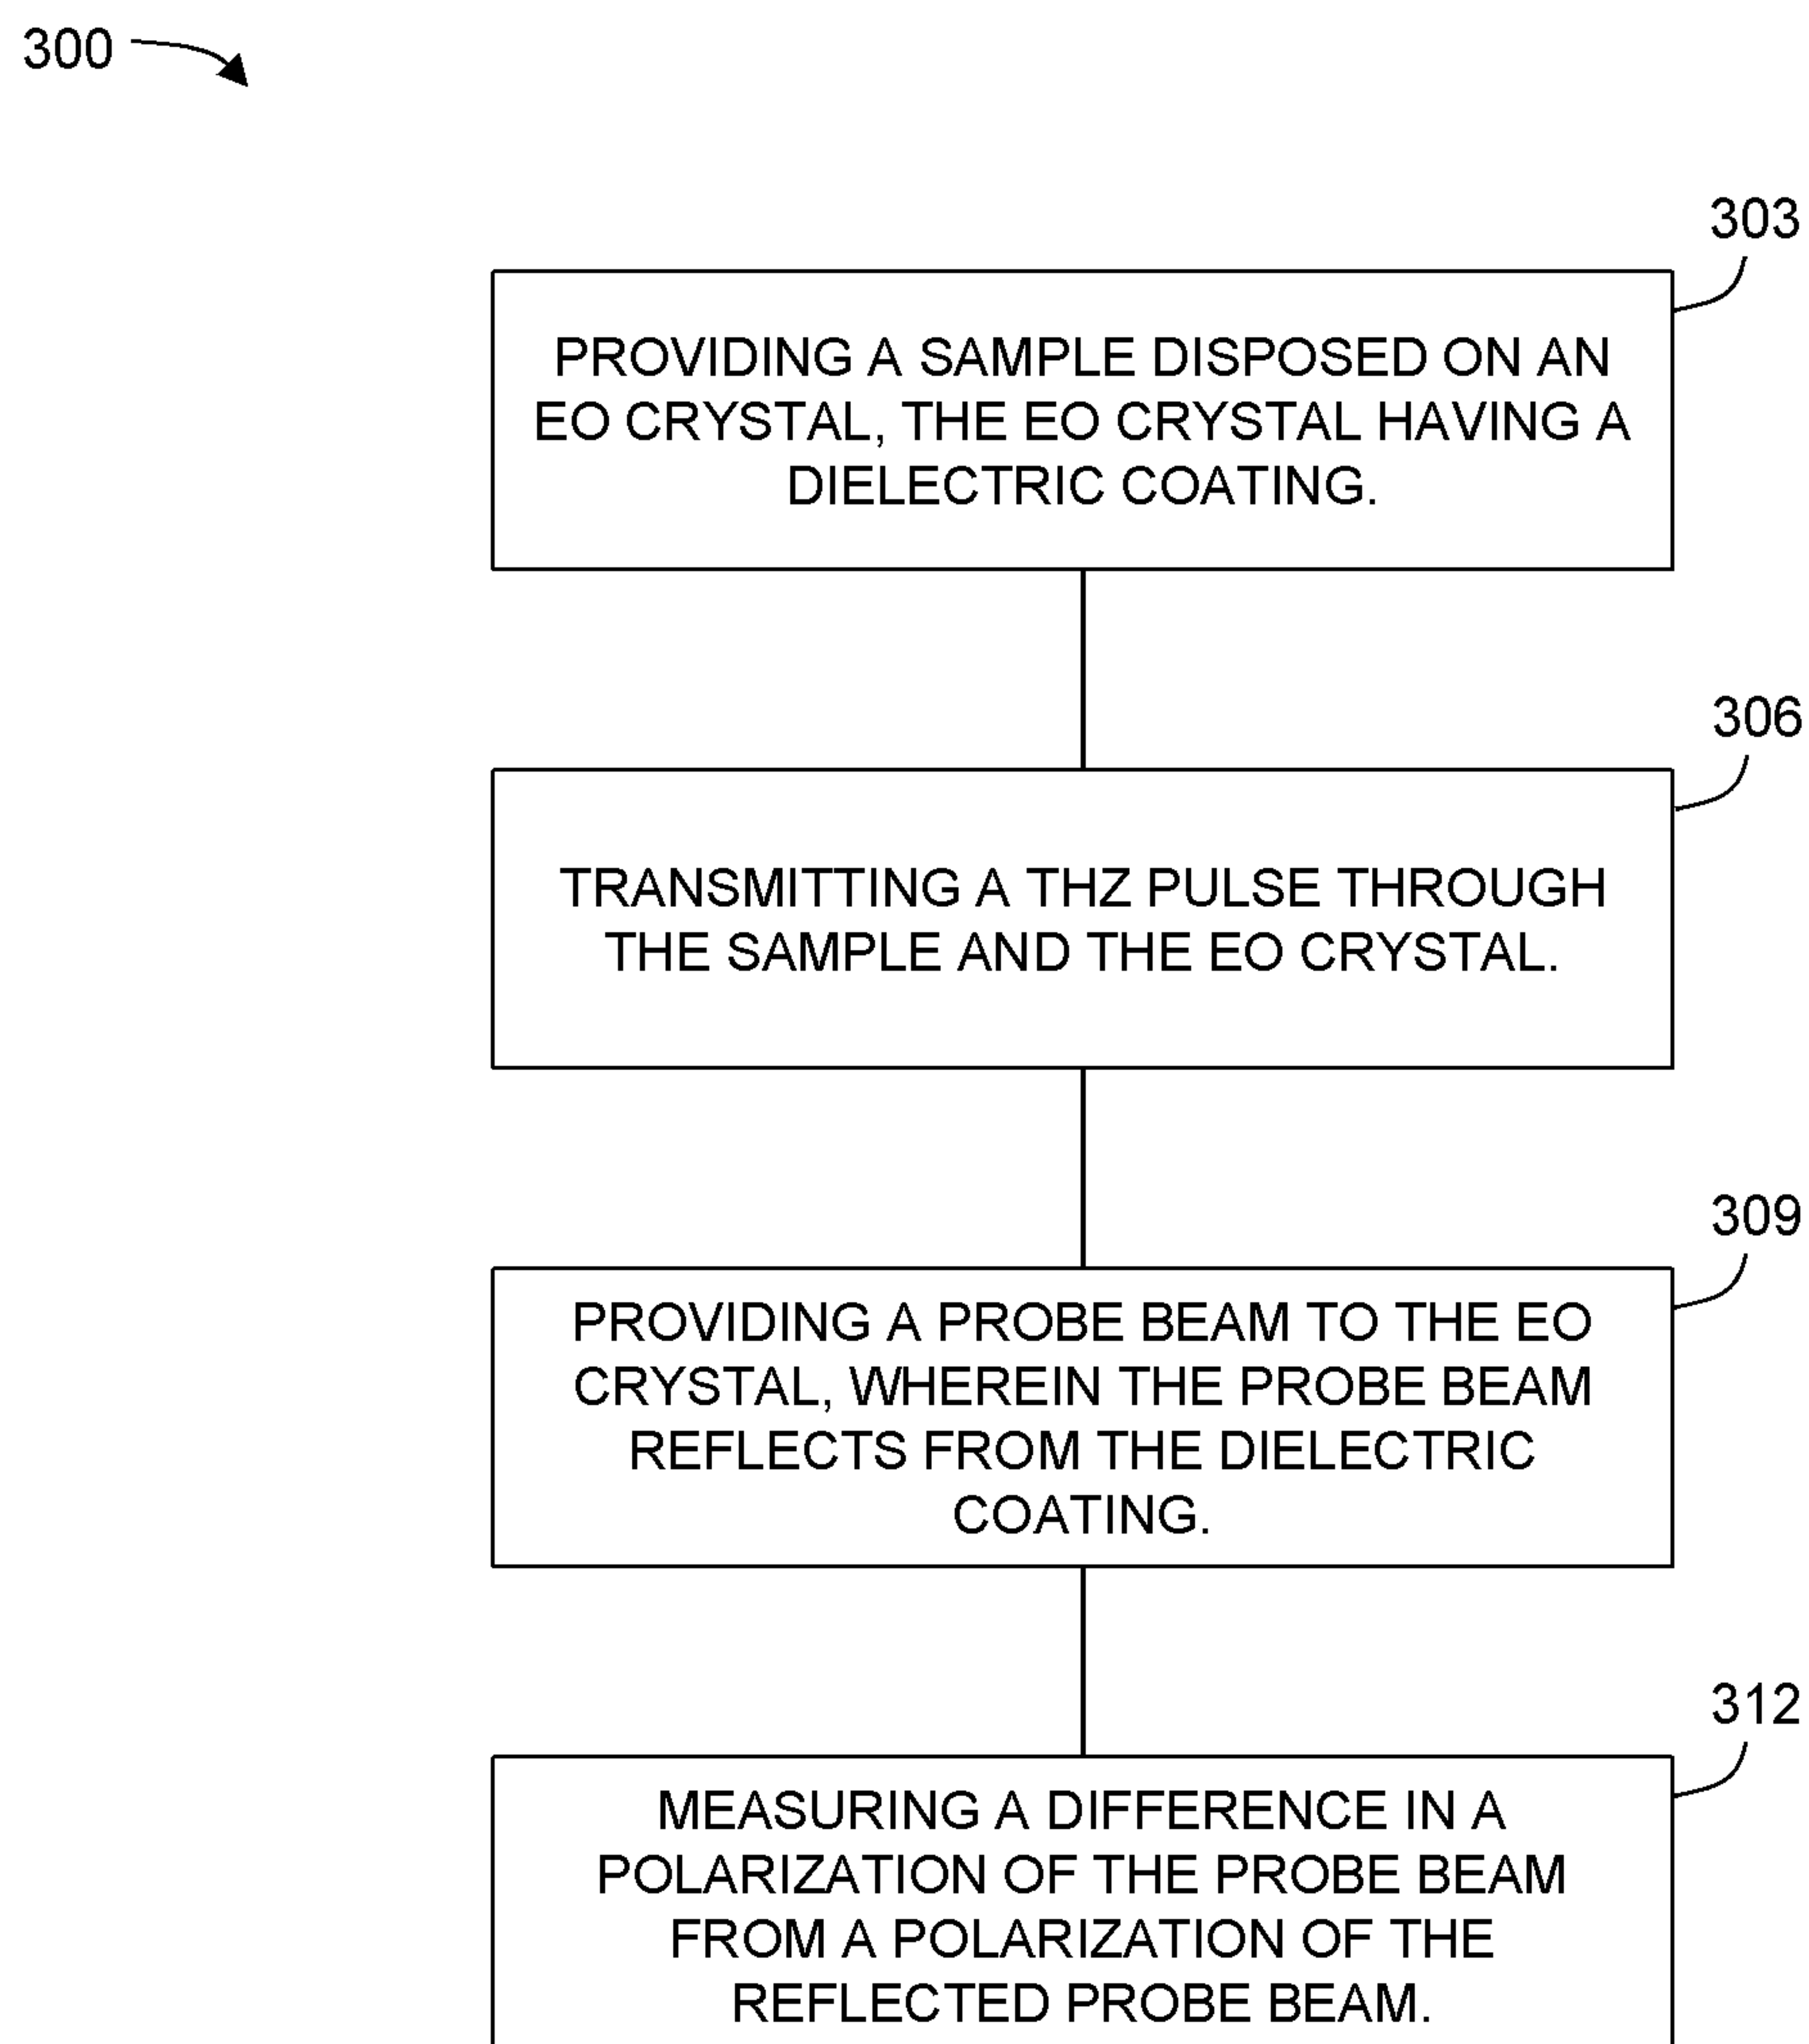 300
303
PROVIDING A SAMPLE DISPOSED ON AN
EO CRYSTAL, THE EO CRYSTAL HAVING A
DIELECTRIC COATING.
306
TRANSMITTING A THZ PULSE THROUGH
THE SAMPLE AND THE EO CRYSTAL.
309
PROVIDING A PROBE BEAM TO THE EO
CRYSTAL, WHEREIN THE PROBE BEAM
REFLECTS FROM THE DIELECTRIC
COATING.
312
MEASURING A DIFFERENCE IN A
POLARIZATION OF THE PROBE BEAM
FROM A POLARIZATION OF THE
REFLECTED PROBE BEAM.